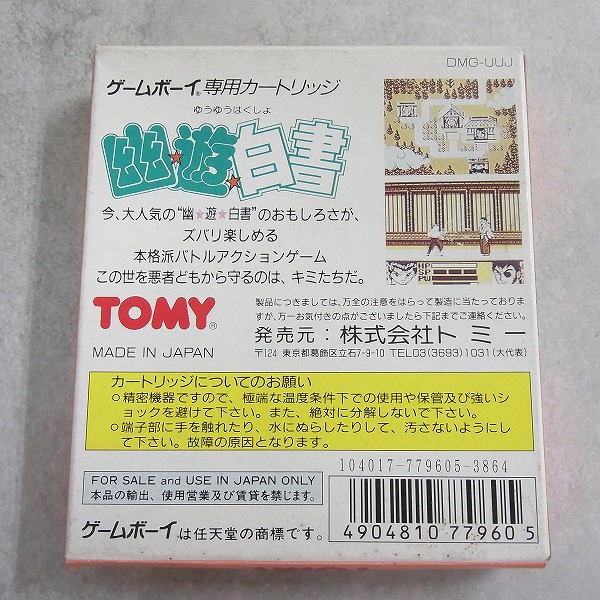 DMG-UUJ
ゲームボーイ®専用カートリッジ
ゆうゆうはくしょ
幽★遊★白書
今、大人気の“幽★遊★白書”のおもしろさが、
ズバリ楽しめる
本格派バトルアクションゲーム
この世を悪者どもから守るのは、キミたちだ。
HP
SP
PW
TOMY®
MADE IN JAPAN
製品につきましては、万全の注意をはらって製造に当たっておりま
すが、万一お気付きの点がございましたら下記までご連絡ください。
発売元:株式会社トミー
〒124 東京都葛飾区立石7-9-10 TEL03(3693)1031(大代表)
カートリッジについてのお願い
○精密機器ですので、極端な温度条件下での使用や保管及び強いシ
ョックを避けて下さい。また、絶対に分解しないで下さい。
○端子部に手を触れたり、水にぬらしたりして、汚さないようにし
て下さい。故障の原因となります。
104017-779605-3864
FOR SALE and USE IN JAPAN ONLY
本品の輸出、使用営業及び賃貸を禁じます。
ゲームボーイは任天堂の商標です。
4904810 779605